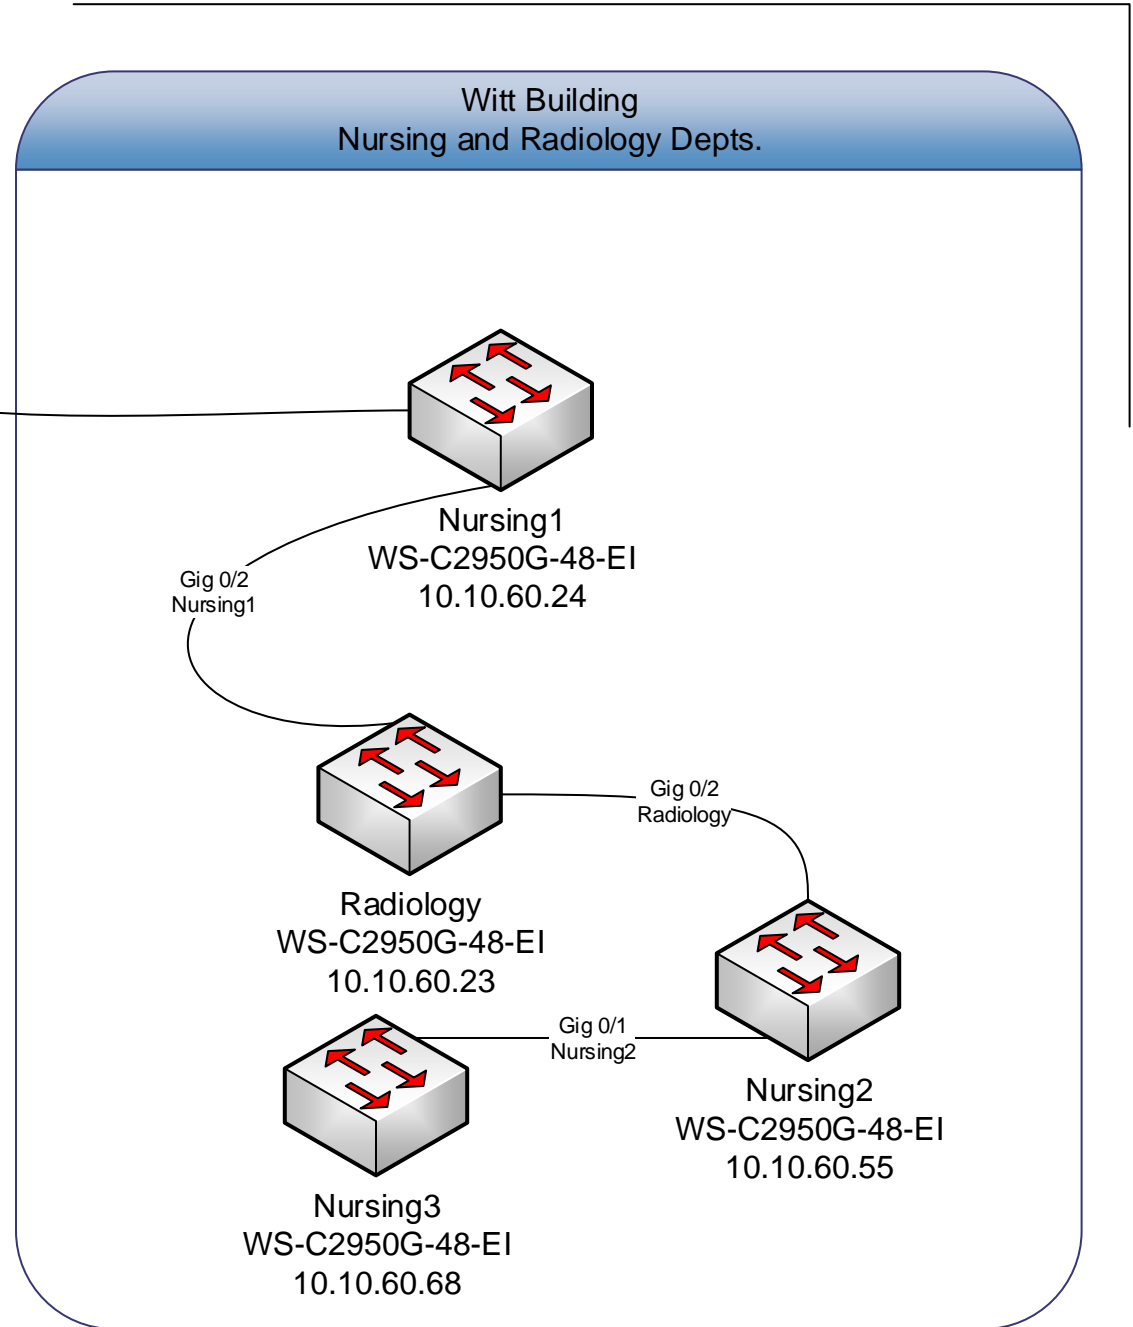 Witt Building
Nursing and Radiology Depts.
Nursing1
WS-C2950G-48-EI
10.10.60.24
Gig 0/2
Nursing1
Gig 0/2
Radiology
Radiology
WS-C2950G-48-EI
10.10.60.23
Gig 0/1
Nursing2
Nursing2
WS-C2950G-48-EI
10.10.60.55
Nursing3
WS-C2950G-48-EI
10.10.60.68